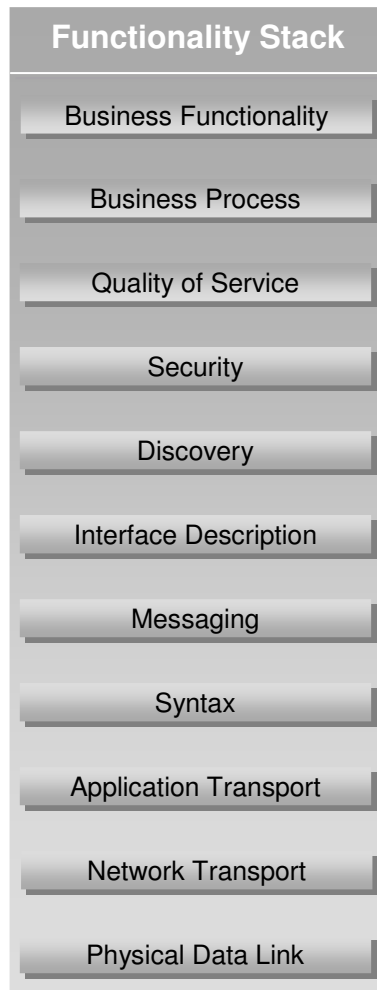 Functionality Stack
Business Functionality
Business Process
Quality of Service
Security
Discovery
Interface Description
Messaging
Syntax
Application Transport
Network Transport
Physical Data Link